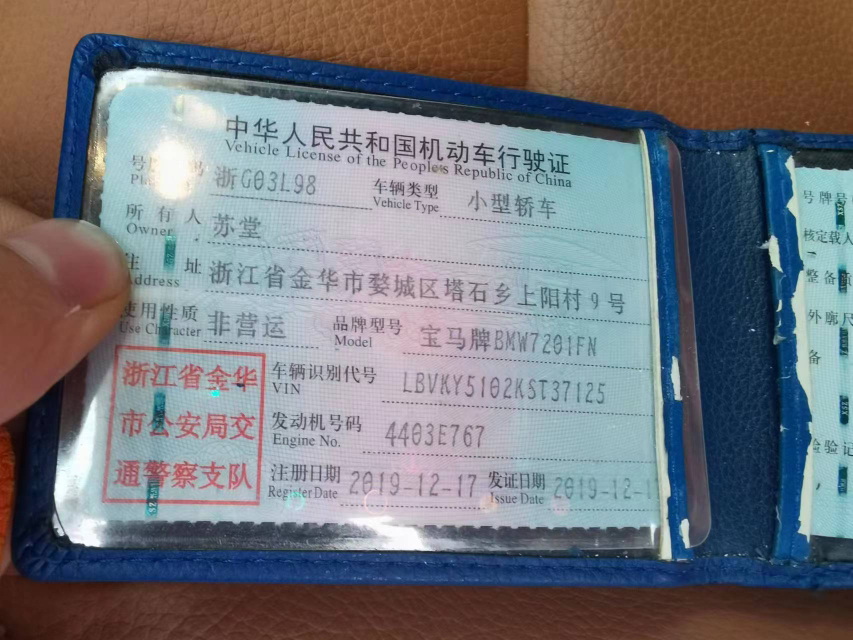 中华人民共和国机动车行驶证
Vehicle License of the People's Republic of China
号牌号码 浙G03L98 车辆类型 小型轿车
Vehicle Type
所有人 苏堂
Owner
住址 浙江省金华市婺城区塔石乡上阳村9号
Address
使用性质 非营运 品牌型号 宝马牌BMW7201FN
Use Character Model
浙江省金华
市公安局交
通警察支队
车辆识别代号 LBVKY5102KST37125
VIN
发动机号码 4403E767
Engine No.
注册日期 2019-12-17 发证日期 2019-12-1
Register Date Issue Date
号牌号
核定载人
整备质
外廓尺
备
检验记